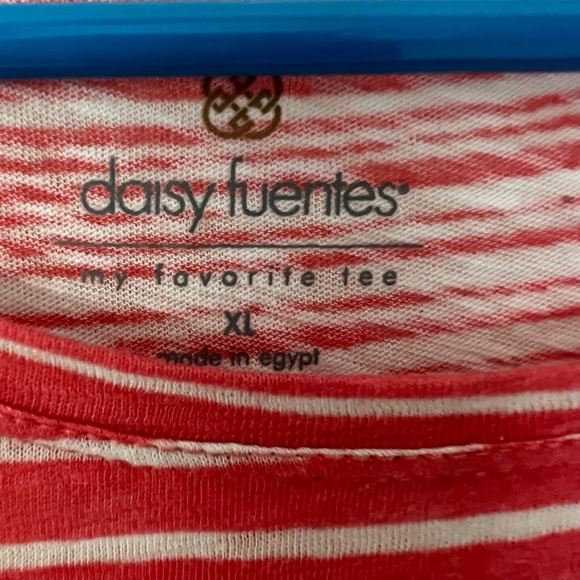 daisy fuentes®
my favorite tee
XL
made in egypt